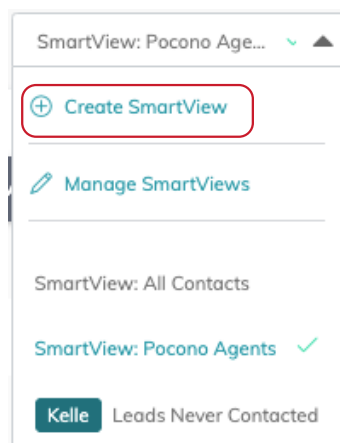 SmartView: Pocono Age...
Create SmartView
Manage SmartViews
SmartView: All Contacts
SmartView: Pocono Agents
Kelle Leads Never Contacted